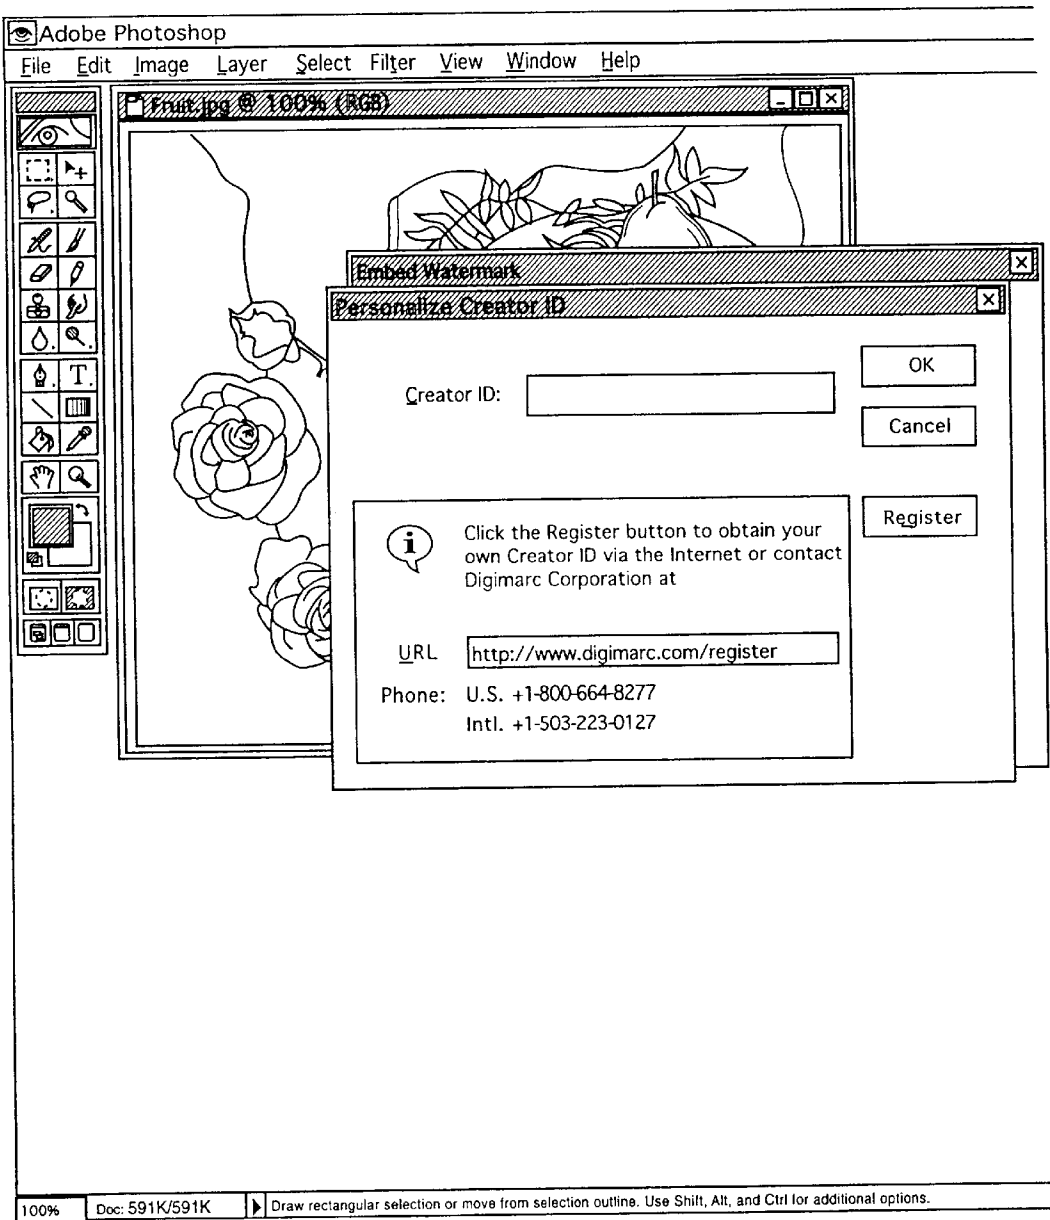 Adobe Photoshop
File Edit Image Layer Select Filter View Window Help
Fruit.jpg @ 100% (RGB)
Embed Watermark
Personalize Creator ID
Creator ID:
OK
Cancel
Register
Click the Register button to obtain your
own Creator ID via the Internet or contact
Digimarc Corporation at
URL http://www.digimarc.com/register
Phone: U.S. +1-800-664-8277
Intl. +1-503-223-0127
T
100% Doc: 591K/591K Draw rectangular selection or move from selection outline. Use Shift, Alt, and Ctrl for additional options.